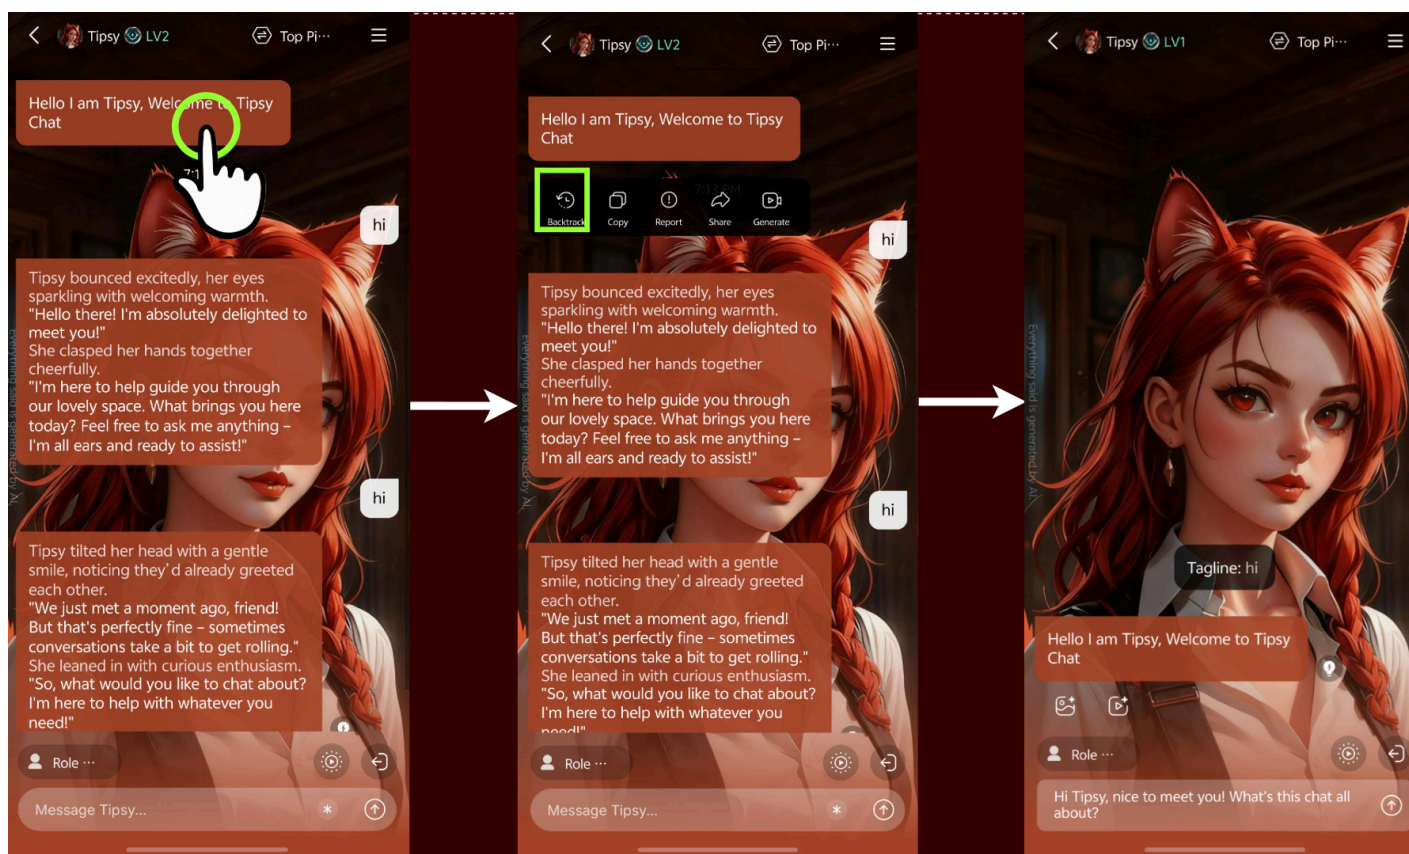 Tipsy LV2
Top Pi···
Hello I am Tipsy, Welcome to Tipsy
Chat
hi
Tipsy bounced excitedly, her eyes
sparkling with welcoming warmth.
"Hello there! I'm absolutely delighted to
meet you!"
She clasped her hands together
cheerfully.
"I'm here to help guide you through
our lovely space. What brings you here
today? Feel free to ask me anything –
I'm all ears and ready to assist!"
hi
Tipsy tilted her head with a gentle
smile, noticing they'd already greeted
each other.
"We just met a moment ago, friend!
But that's perfectly fine – sometimes
conversations take a bit to get rolling."
She leaned in with curious enthusiasm.
"So, what would you like to chat about?
I'm here to help with whatever you
need!"
Role ···
Message Tipsy...
Tipsy LV2
Top Pi···
Hello I am Tipsy, Welcome to Tipsy
Chat
7:13 PM
Backtrack Copy Report Share Generate
hi
Tipsy bounced excitedly, her eyes
sparkling with welcoming warmth.
"Hello there! I'm absolutely delighted to
meet you!"
She clasped her hands together
cheerfully.
"I'm here to help guide you through
our lovely space. What brings you here
today? Feel free to ask me anything –
I'm all ears and ready to assist!"
Everything said is generated by AI.
hi
Tipsy tilted her head with a gentle
smile, noticing they'd already greeted
each other.
"We just met a moment ago, friend!
But that's perfectly fine – sometimes
conversations take a bit to get rolling."
She leaned in with curious enthusiasm.
"So, what would you like to chat about?
I'm here to help with whatever you
need!"
Role ···
Message Tipsy...
Tipsy LV1
Top Pi···
Everything said is generated by AI.
Tagline: hi
Hello I am Tipsy, Welcome to Tipsy
Chat
Role ···
Hi Tipsy, nice to meet you! What's this chat all
about?